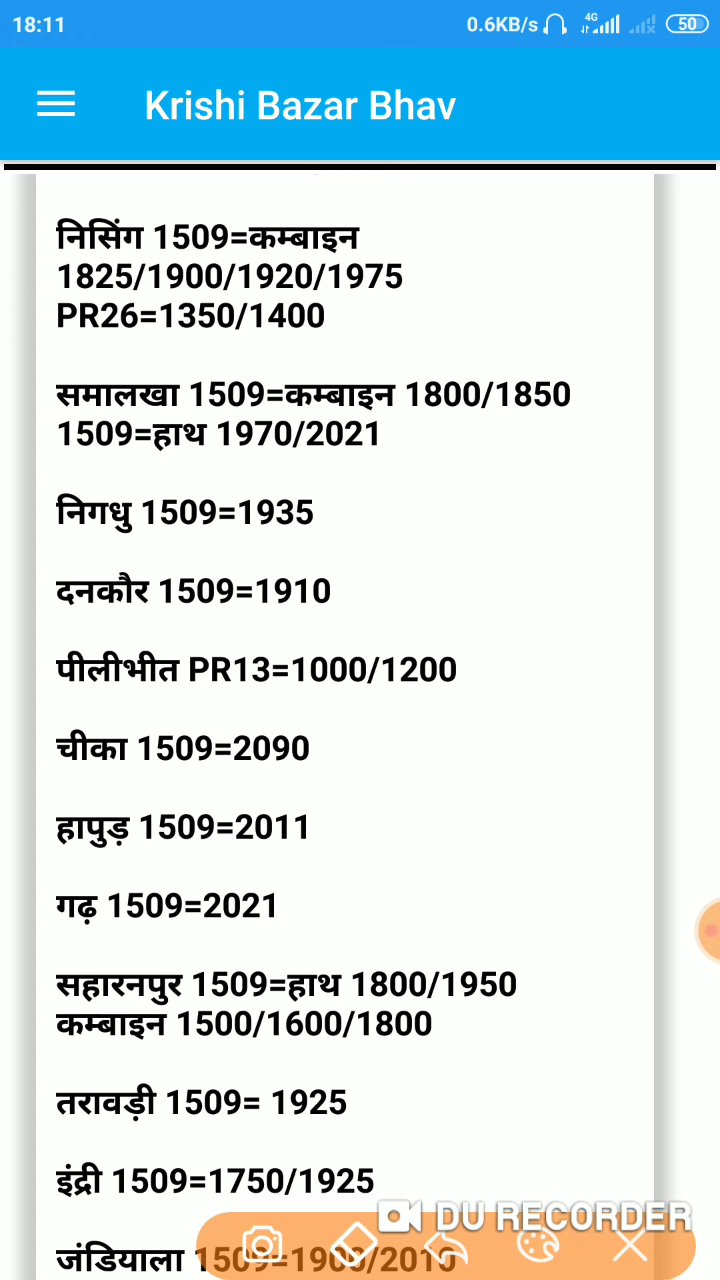 18:11 0.6KB/s 4G 50
Krishi Bazar Bhav
निसिंग 1509=कम्बाइन
1825/1900/1920/1975
PR26=1350/1400
समालखा 1509=कम्बाइन 1800/1850
1509=हाथ 1970/2021
निगधु 1509=1935
दनकौर 1509=1910
पीलीभीत PR13=1000/1200
चीका 1509=2090
हापुड़ 1509=2011
गढ़ 1509=2021
सहारनपुर 1509=हाथ 1800/1950
कम्बाइन 1500/1600/1800
तरावड़ी 1509= 1925
इंद्री 1509=1750/1925
DU RECORDER
जंडियाला 1509=1900/2010